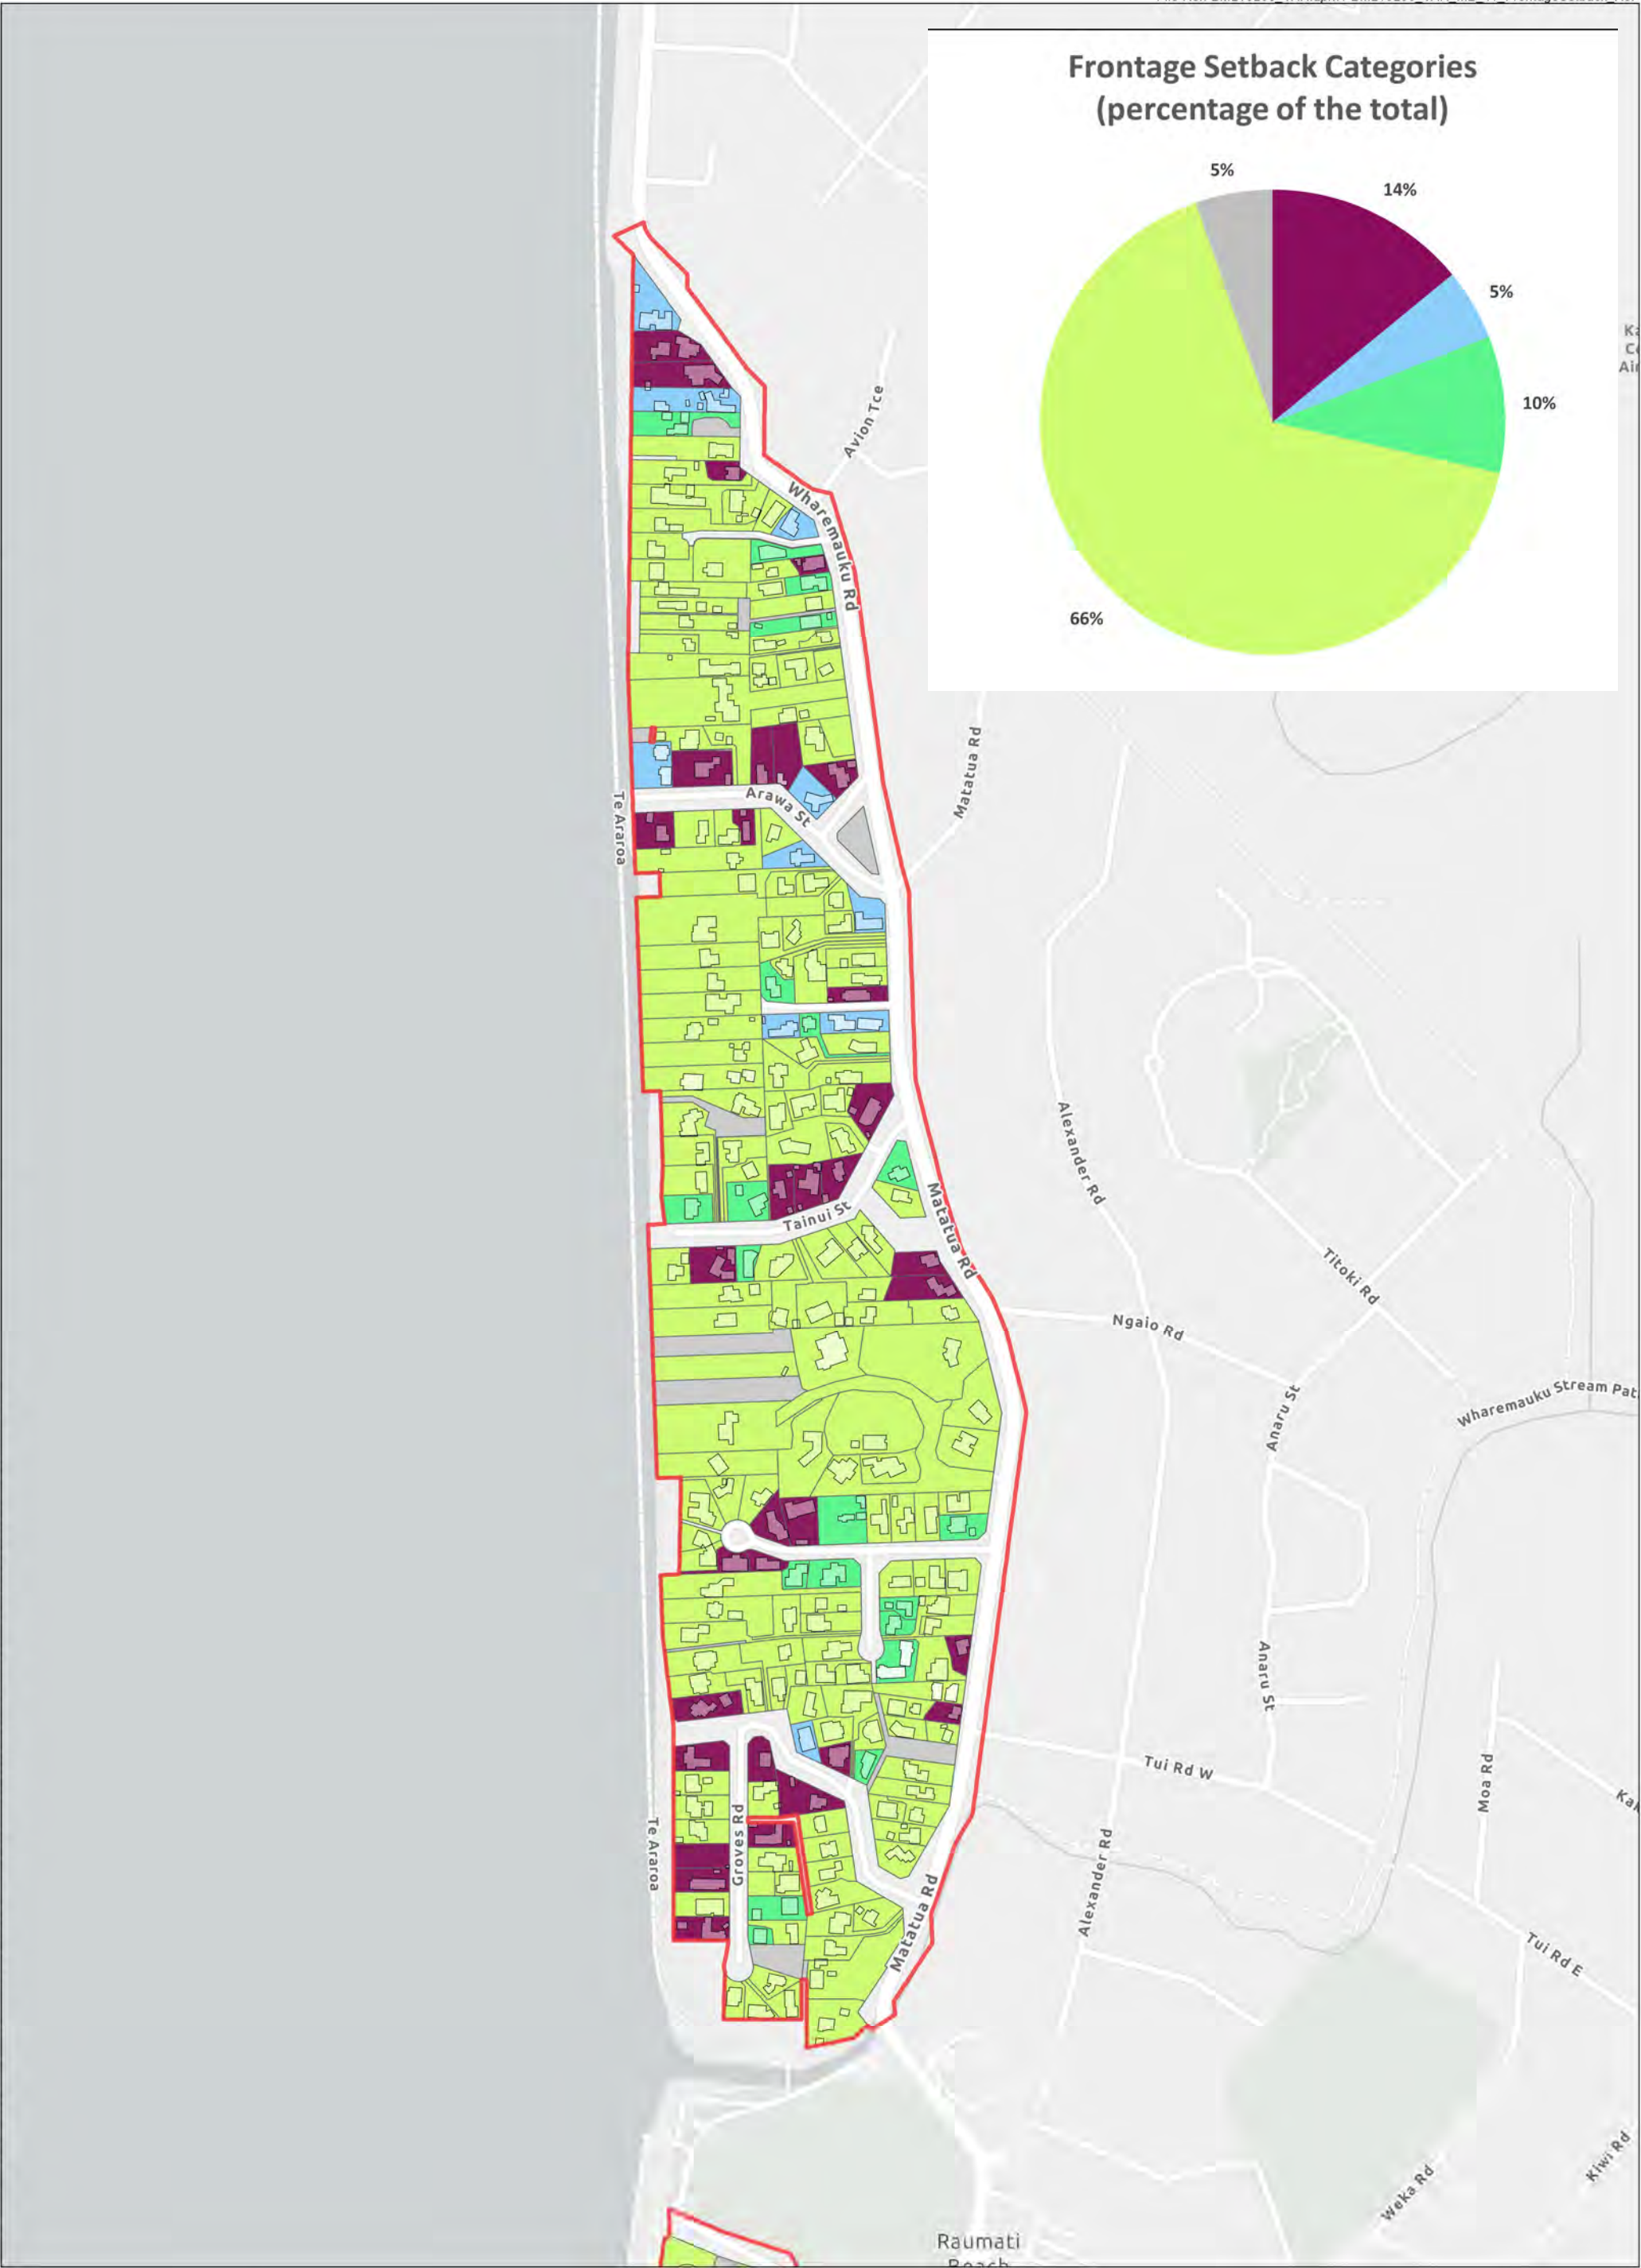 Frontage Setback Categories
(percentage of the total)
5%
14%
5%
10%
66%
Avion Tce
Wharemauku Rd
Matatua Rd
Arawa St
Te Araroa
Alexander Rd
Matatua Rd
Tainui St
Titoki Rd
Ngaio Rd
Anaru St
Wharemauku Stream Pat
Anaru St
Tui Rd W
Moa Rd
Te Araroa
Groves Rd
Alexander Rd
Matatua Rd
Tui Rd E
Kiwi Rd
Weka Rd
Raumati
Beach